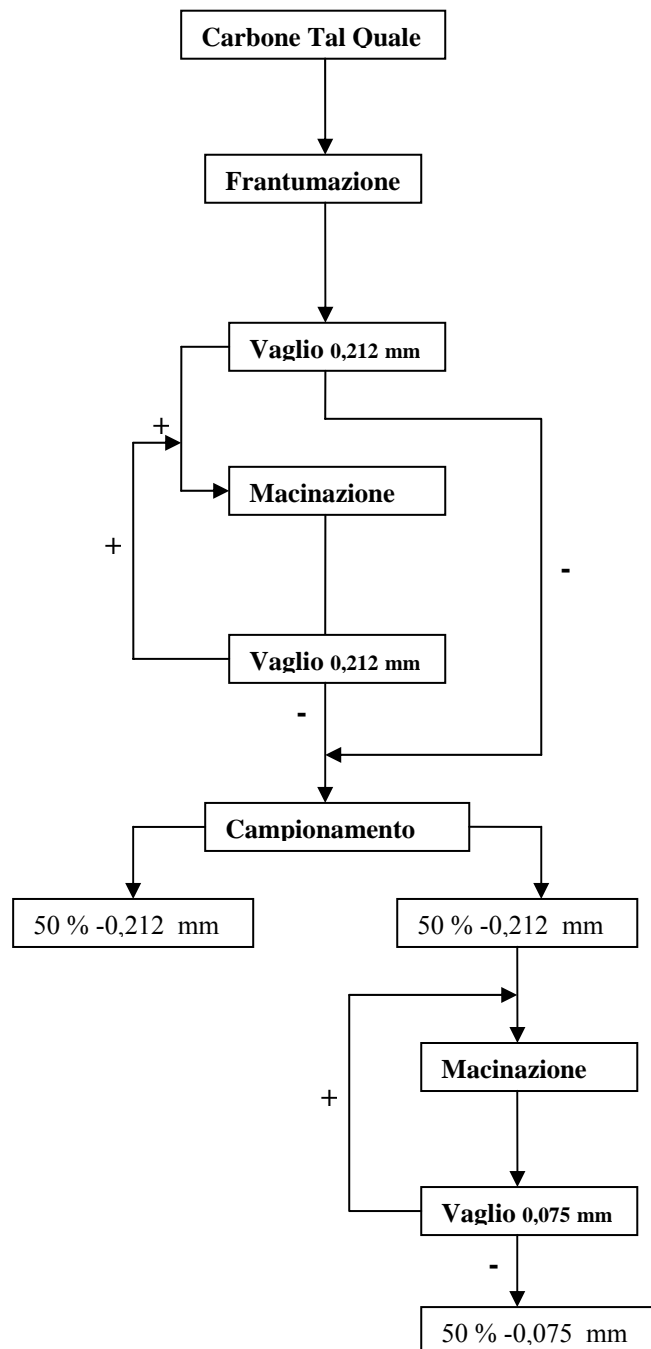 Carbone Tal Quale
Frantumazione
Vaglio 0,212 mm
+
Macinazione
+
-
Vaglio 0,212 mm
-
Campionamento
50 % -0,212 mm
50 % -0,212 mm
Macinazione
+
Vaglio 0,075 mm
-
50 % -0,075 mm